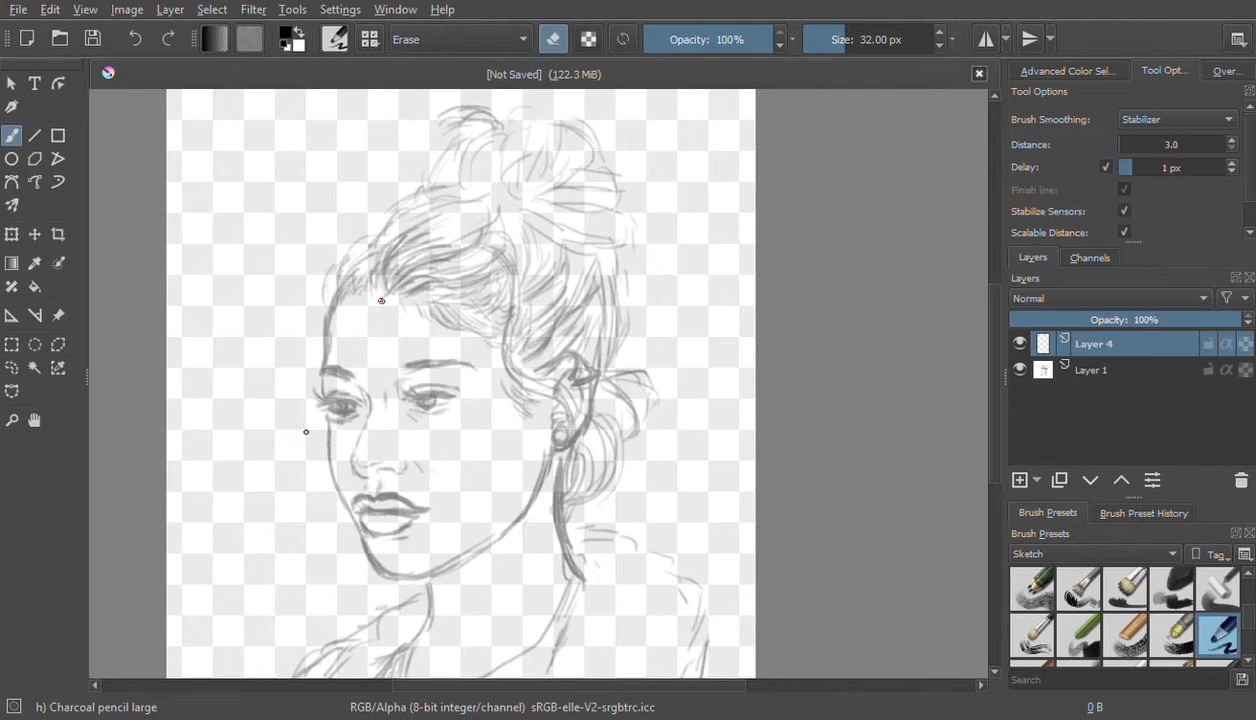 File Edit View Image Layer Select Filter Tools Settings Window Help
Erase Opacity: 100% Size: 32.00 px
[Not Saved] (122.3 MiB)
Advanced Color Sel... Tool Opt... Over...
Tool Options
Brush Smoothing: Stabilizer
Distance: 3.0
Delay: 1 px
Finish line:
Stabilize Sensors:
Scalable Distance:
Layers Channels
Layers
Normal
Opacity: 100%
Layer 4
Layer 1
Brush Presets Brush Preset History
Brush Presets
Sketch Tag
Search
h) Charcoal pencil large RGB/Alpha (8-bit integer/channel) sRGB-elle-V2-srgbtrc.icc 0 B